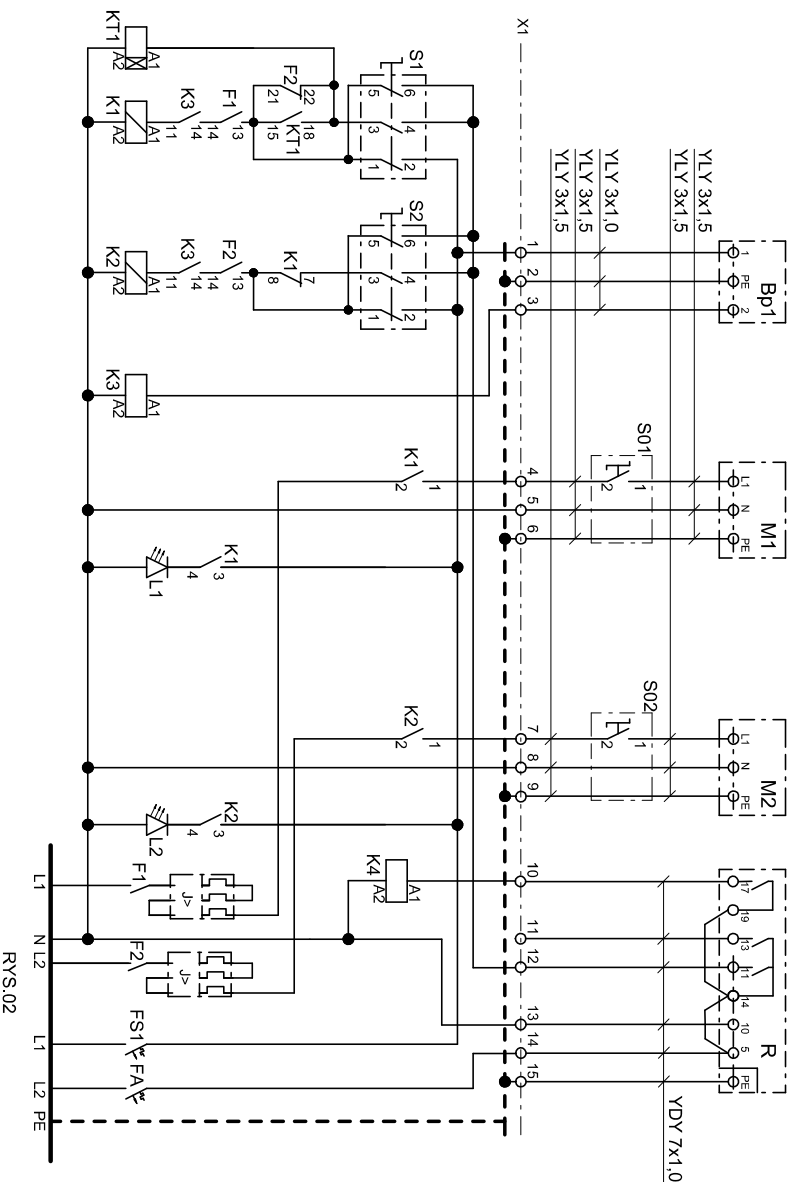 X1
KT1
A1
A2
K1
A1
A2
K3
11
14
F1
14
13
F2
21
22
15
18
KT1
S1
5
6
3
4
1
2
K2
A1
A2
K3
11
14
F2
14
13
K1
8
7
S2
5
6
3
4
1
2
K3
A1
A2
YLY 3x1,5
YLY 3x1,5
YLY 3x1,0
YLY 3x1,5
YLY 3x1,5
1
2
3
1
PE
2
Bp1
K1
2
1
4
5
6
S01
2
1
L1
N
PE
M1
L1
K1
4
3
K2
2
1
7
8
9
S02
2
1
L1
N
PE
M2
L2
K2
4
3
K4
A1
A2
10
11
12
13
14
15
17
19
13
11
14
10
5
PE
R
YDY 7x1,0
F1
J>
F2
J>
FS1
FA
L1
N
L2
L1
L2
PE
RYS.02